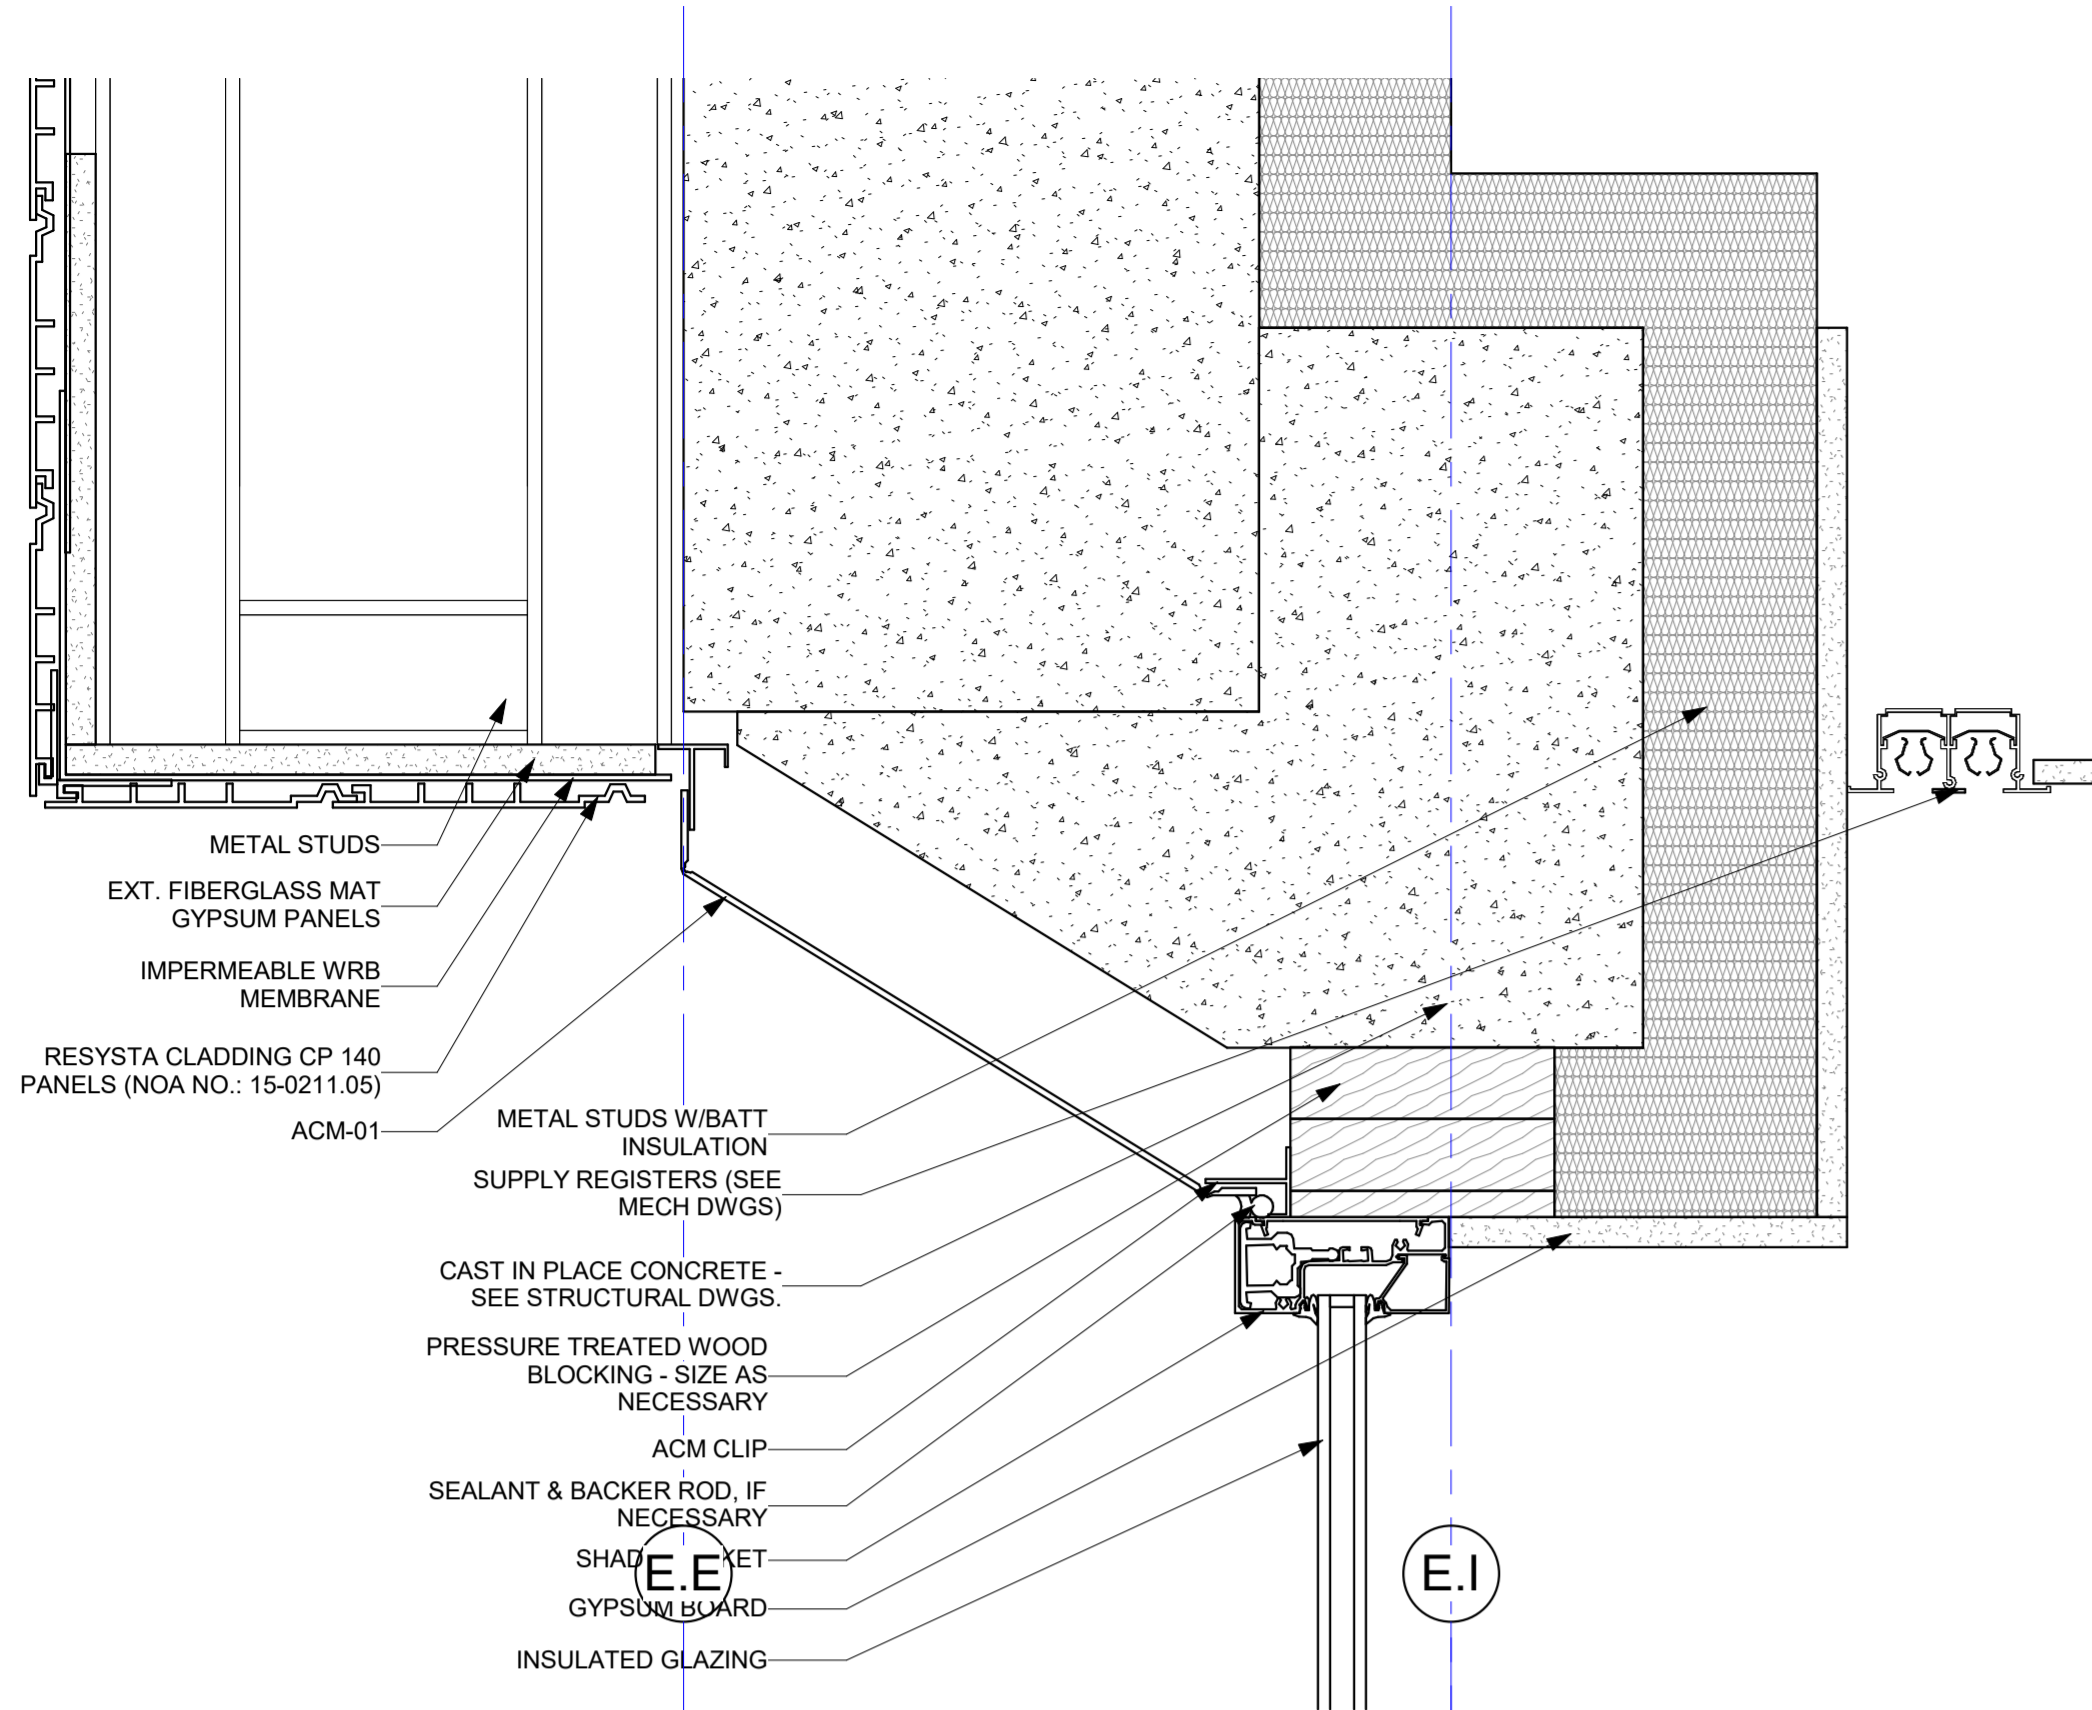 METAL STUDS
EXT. FIBERGLASS MAT
GYPSUM PANELS
IMPERMEABLE WRB
MEMBRANE
RESYSTA CLADDING CP 140
PANELS (NOA NO.: 15-0211.05)
ACM-01
METAL STUDS W/BATT
INSULATION
SUPPLY REGISTERS (SEE
MECH DWGS)
CAST IN PLACE CONCRETE -
SEE STRUCTURAL DWGS.
PRESSURE TREATED WOOD
BLOCKING - SIZE AS
NECESSARY
ACM CLIP
SEALANT & BACKER ROD, IF
NECESSARY
E.E
E.I
GYPSUM BOARD
INSULATED GLAZING